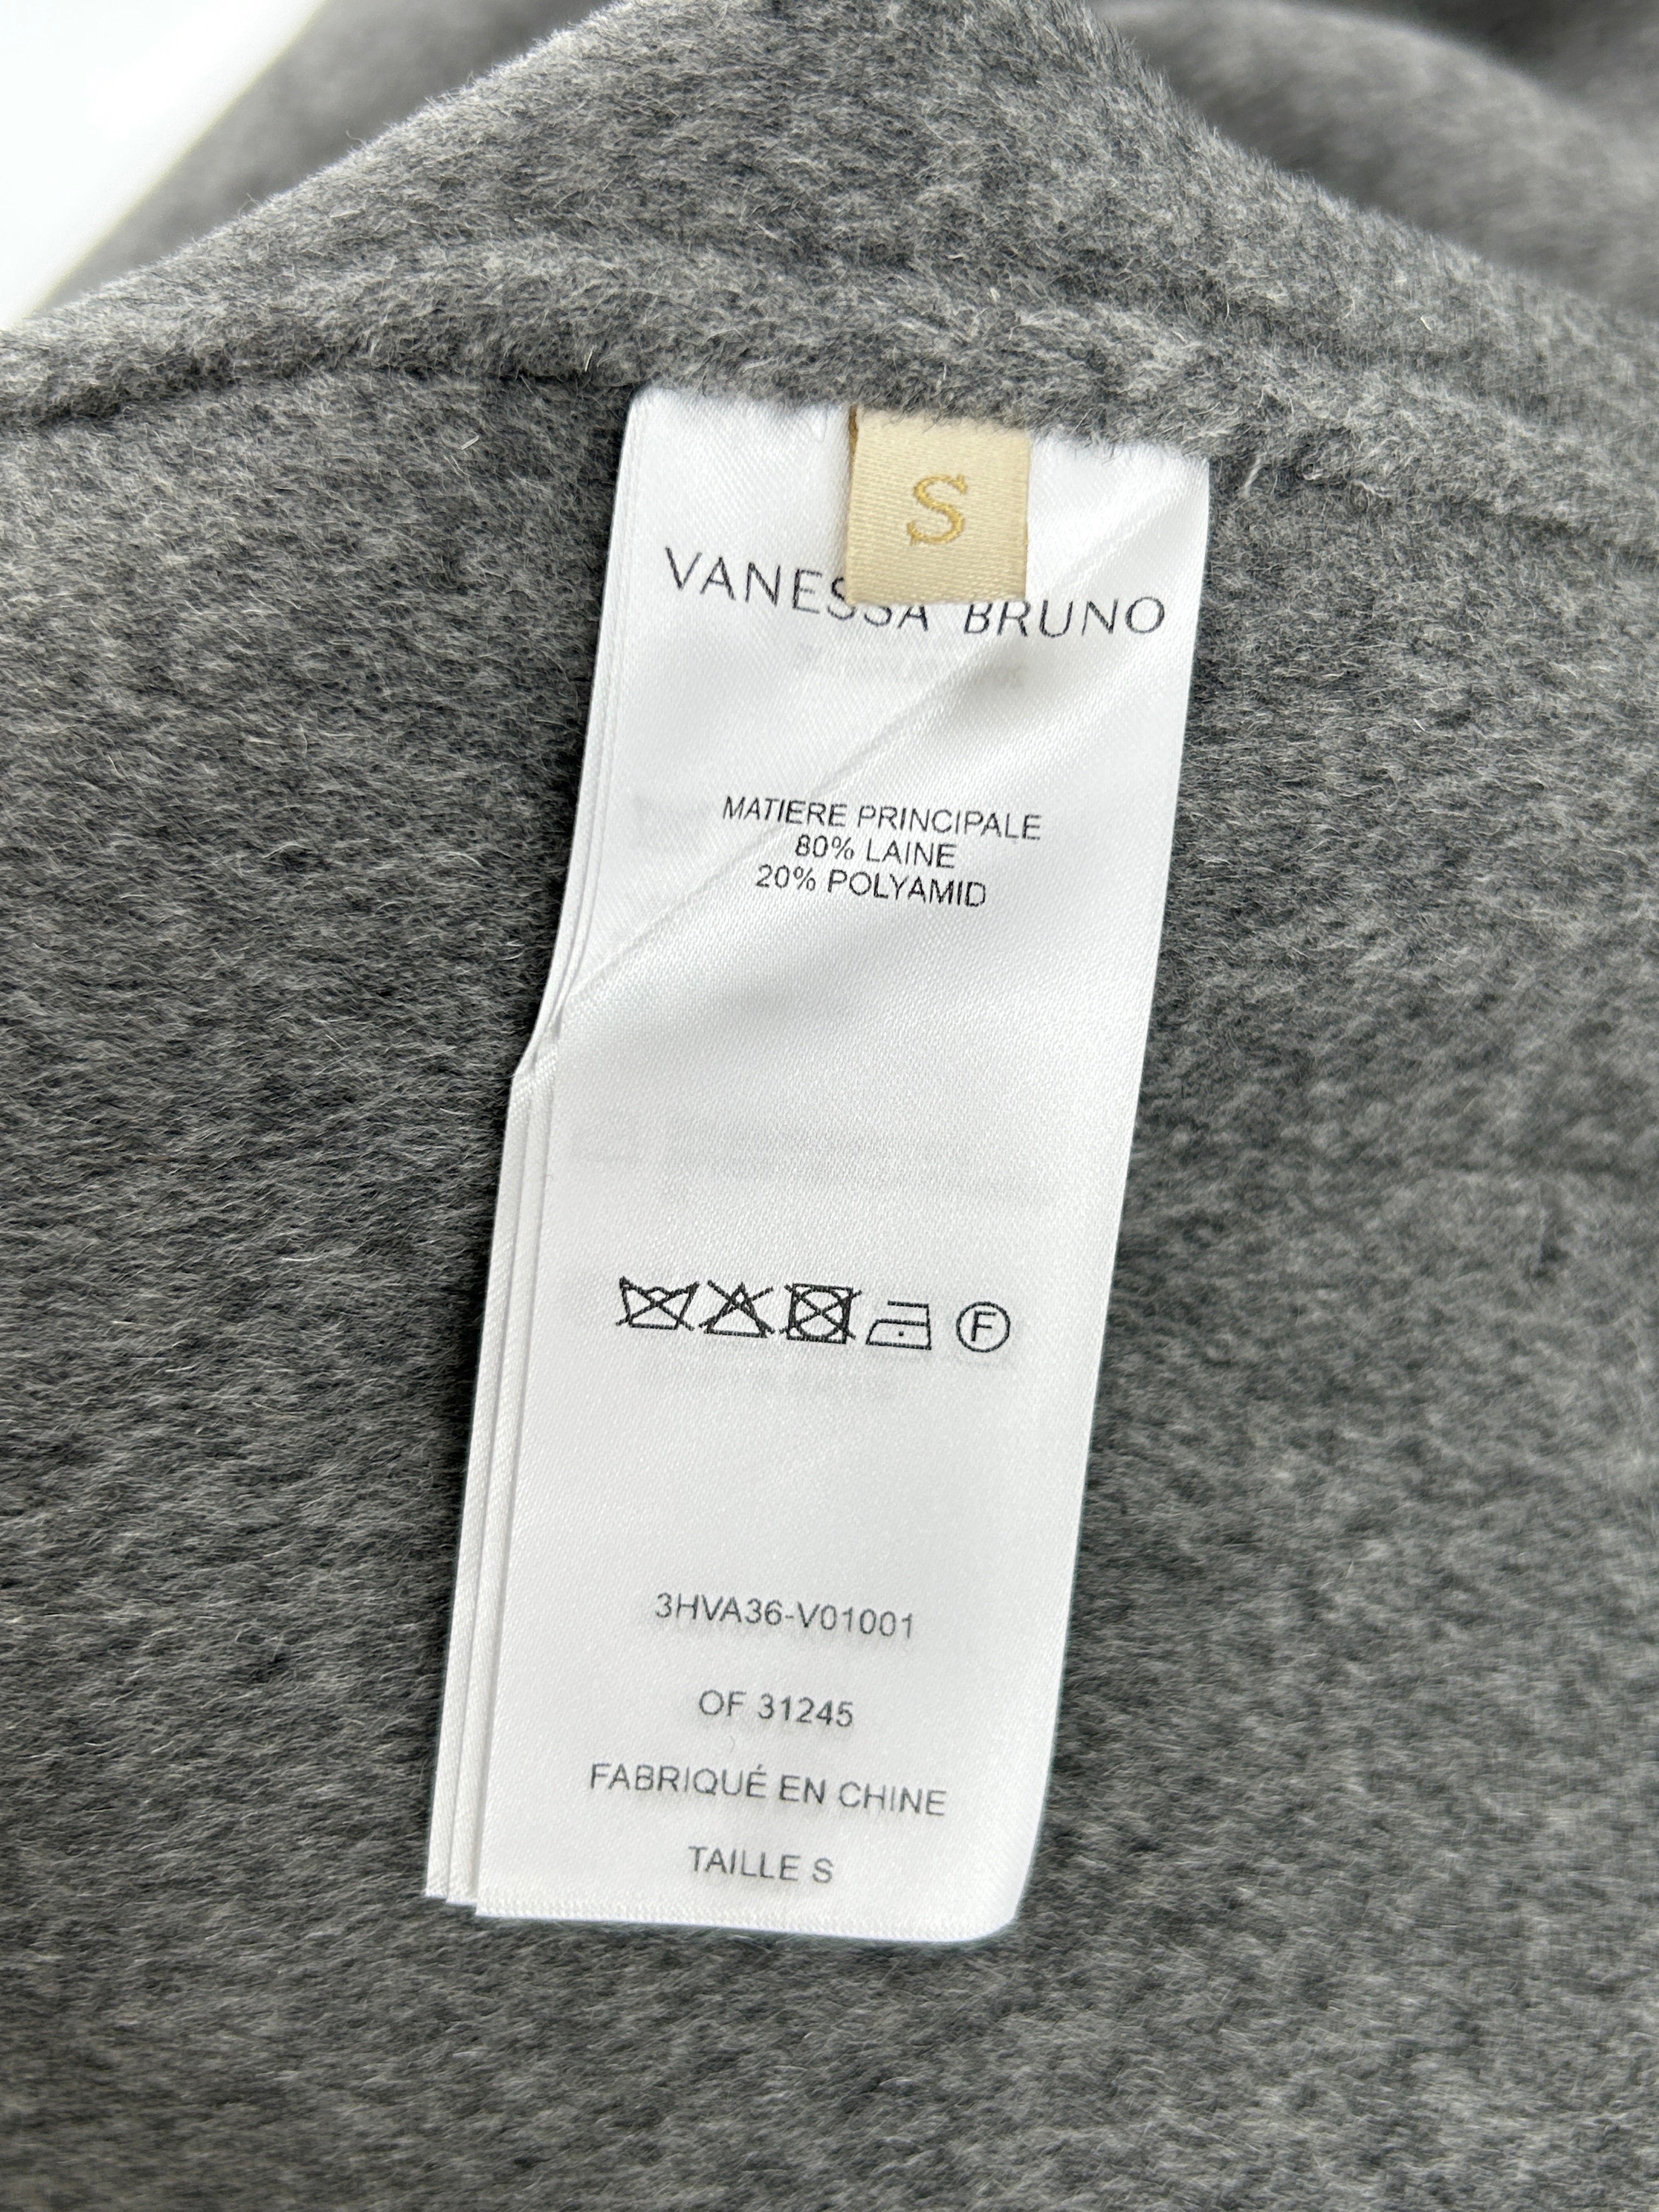 S
VANESSA BRUNO
MATIERE PRINCIPALE
80% LAINE
20% POLYAMID
F
3HVA36-V01001
OF 31245
FABRIQUÉ EN CHINE
TAILLE S